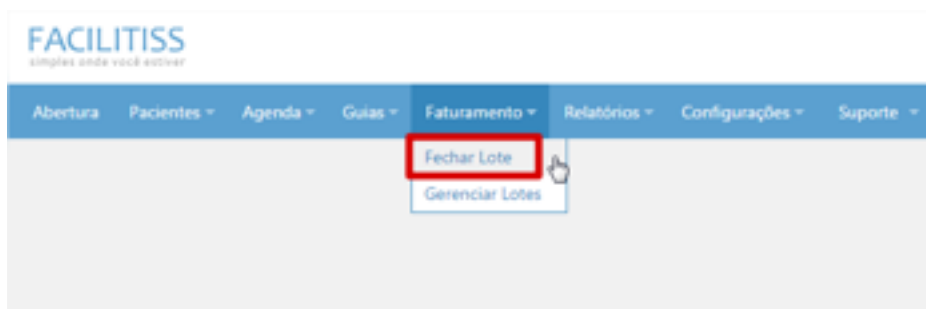 FACILITISS
simples onde você estiver
Abertura Pacientes Agenda Guias Faturamento Relatórios Configurações Suporte
Fechar Lote
Gerenciar Lotes